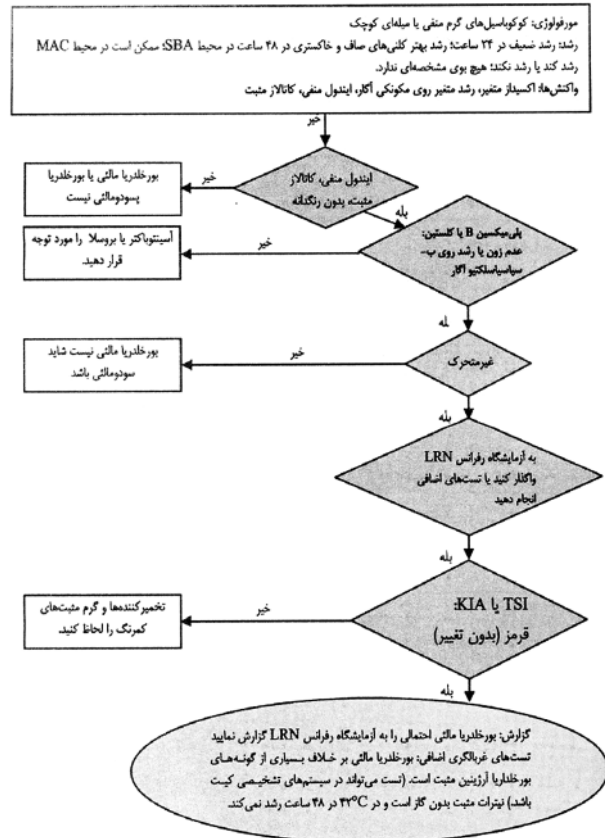 مورفولوژی: کوکوباسیل‌های گرم منفی یا میله‌ای کوچک
رشد: رشد ضعیف در ۲۴ ساعت؛ رشد بهتر کلنی‌های صاف و خاکستری در ۴۸ ساعت در محیط SBA؛ ممکن است در محیط MAC
رشد کند یا رشد نکند؛ هیچ بوی مشخصه‌ای ندارد.
واکنش‌ها: اکسیداز متغیر، رشد متغیر روی مکونکی آگار، ایندول منفی، کاتالاز مثبت
خیر
ایندول منفی، کاتالاز
مثبت، بدون رنگدانه
خیر
بورخلدریا مالئی یا بورخلدریا
پسودومالئی نیست
بله
پلی‌میکسین B یا کلستین:
عدم زون یا رشد روی ب–
سیاسیاسلکتیو آگار
خیر
آسینتوباکتر یا بروسلا را مورد توجه
قرار دهید.
بله
غیرمتحرک
خیر
بورخلدریا مالئی نیست شاید
سودومالئی باشد
بله
به آزمایشگاه رفرانس LRN
واگذار کنید یا تست‌های اضافی
انجام دهید
بله
TSI یا KIA:
قرمز (بدون تغییر)
خیر
تخمیرکننده‌ها و گرم مثبت‌های
کمرنگ را لحاظ کنید.
بله
گزارش: بورخلدریا مالئی احتمالی را به آزمایشگاه رفرانس LRN گزارش نمایید
تست‌های غربالگری اضافی: بورخلدریا مالئی بر خلاف بسیاری از گونه‌های
بورخلداریا آرژینین مثبت است. (تست می‌تواند در سیستم‌های تشخیصی کیت
باشد.) نیترات مثبت بدون گاز است و در ۴۲°C در ۴۸ ساعت رشد نمی‌کند.